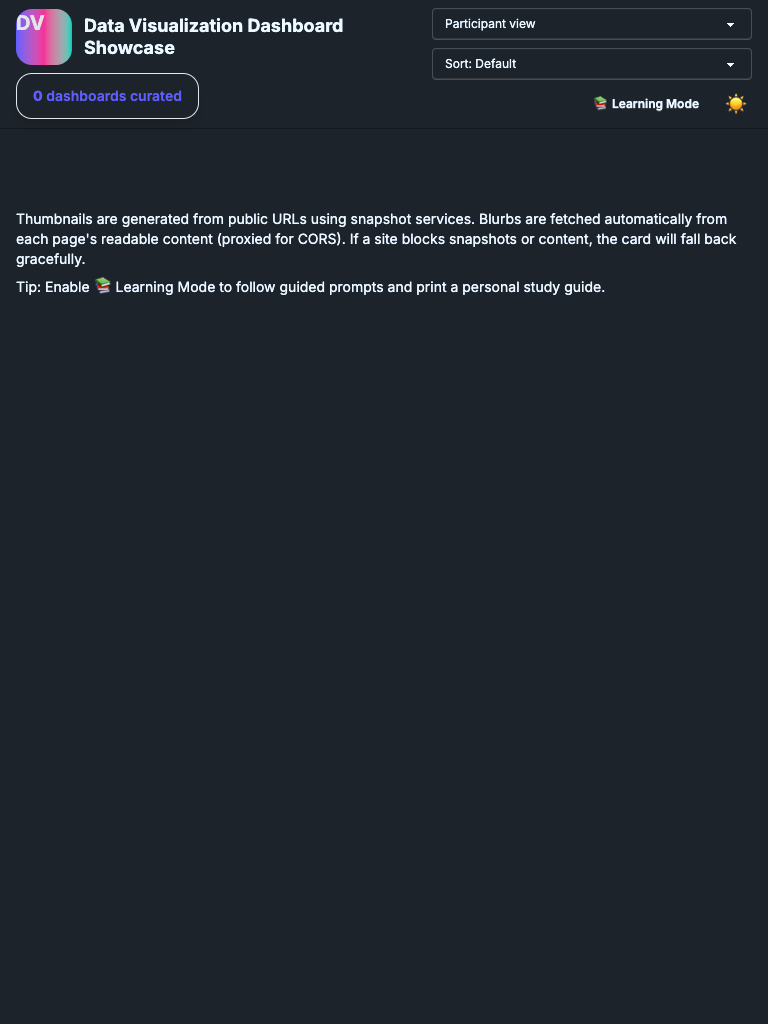 DV
Data Visualization Dashboard
Showcase
0 dashboards curated
Participant view
Sort: Default
📚 Learning Mode
Thumbnails are generated from public URLs using snapshot services. Blurbs are fetched automatically from
each page's readable content (proxied for CORS). If a site blocks snapshots or content, the card will fall back
gracefully.
Tip: Enable 📚 Learning Mode to follow guided prompts and print a personal study guide.